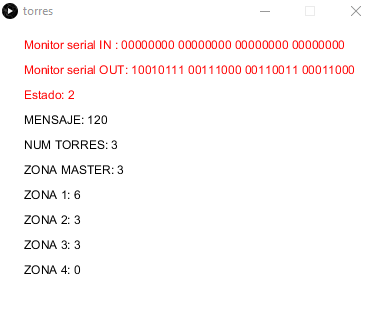 torres
Monitor serial IN : 00000000 00000000 00000000 00000000
Monitor serial OUT: 10010111 00111000 00110011 00011000
Estado: 2
MENSAJE: 120
NUM TORRES: 3
ZONA MASTER: 3
ZONA 1: 6
ZONA 2: 3
ZONA 3: 3
ZONA 4: 0